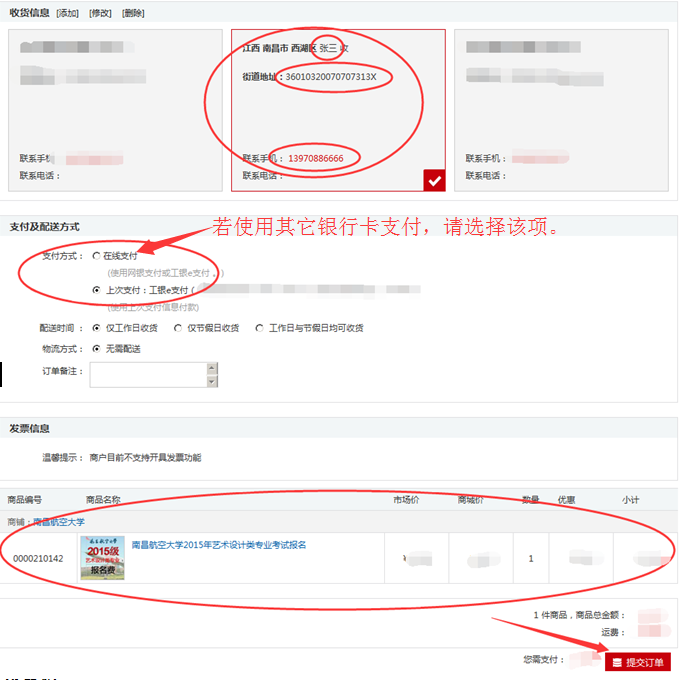 收货信息 [添加] [修改] [删除]
江西 南昌市 西湖区 张三 收
街道地址：36010320070707313X
联系手机：
联系手机： 13970886666
联系手机：
联系电话：
联系电话：
联系电话：
支付及配送方式
若使用其它银行卡支付，请选择该项。
支付方式： 在线支付
(使用网银支付或工银e支付，)
上次支付：工银e支付 (
(使用上次支付信息付款)
配送时间 ： 仅工作日收货 仅节假日收货 工作日与节假日均可收货
物流方式： 无需配送
订单备注：
发票信息
温馨提示： 商户目前不支持开具发票功能
商品编号 商品名称 市场价 商城价 数量 优惠 小计
商铺：南昌航空大学
0000210142
2015级
艺术设计类专业
报名费
南昌航空大学2015年艺术设计类专业考试报名
¥
1
1 件商品，商品总金额：
运费：
您需支付：
提交订单